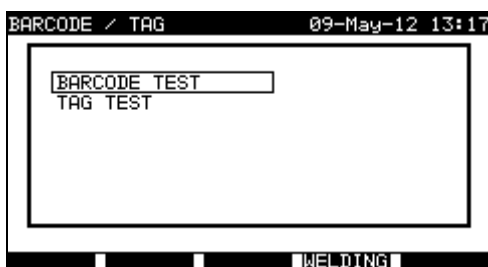 BARCODE / TAG 09-May-12 13:17
BARCODE TEST
TAG TEST
WELDING